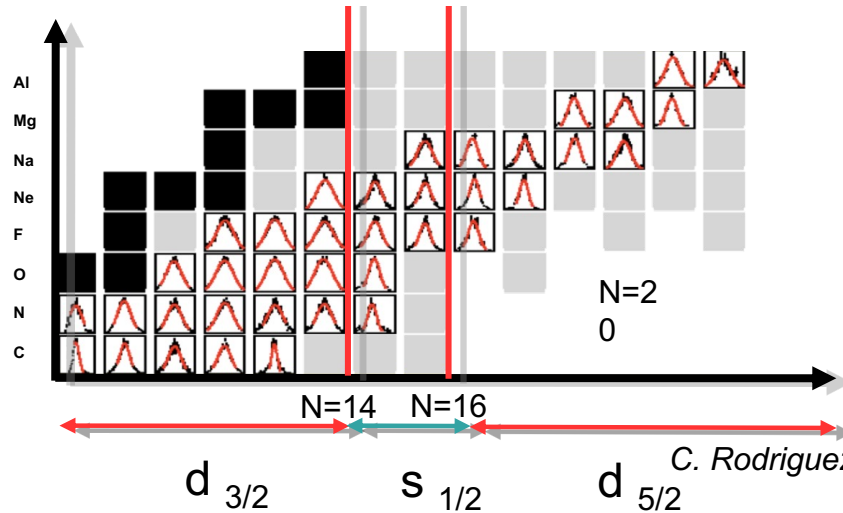 Al
Mg
Na
Ne
F
O
N
C
N=2
0
N=14 N=16
C. Rodriguez
d 3/2 s 1/2 d 5/2